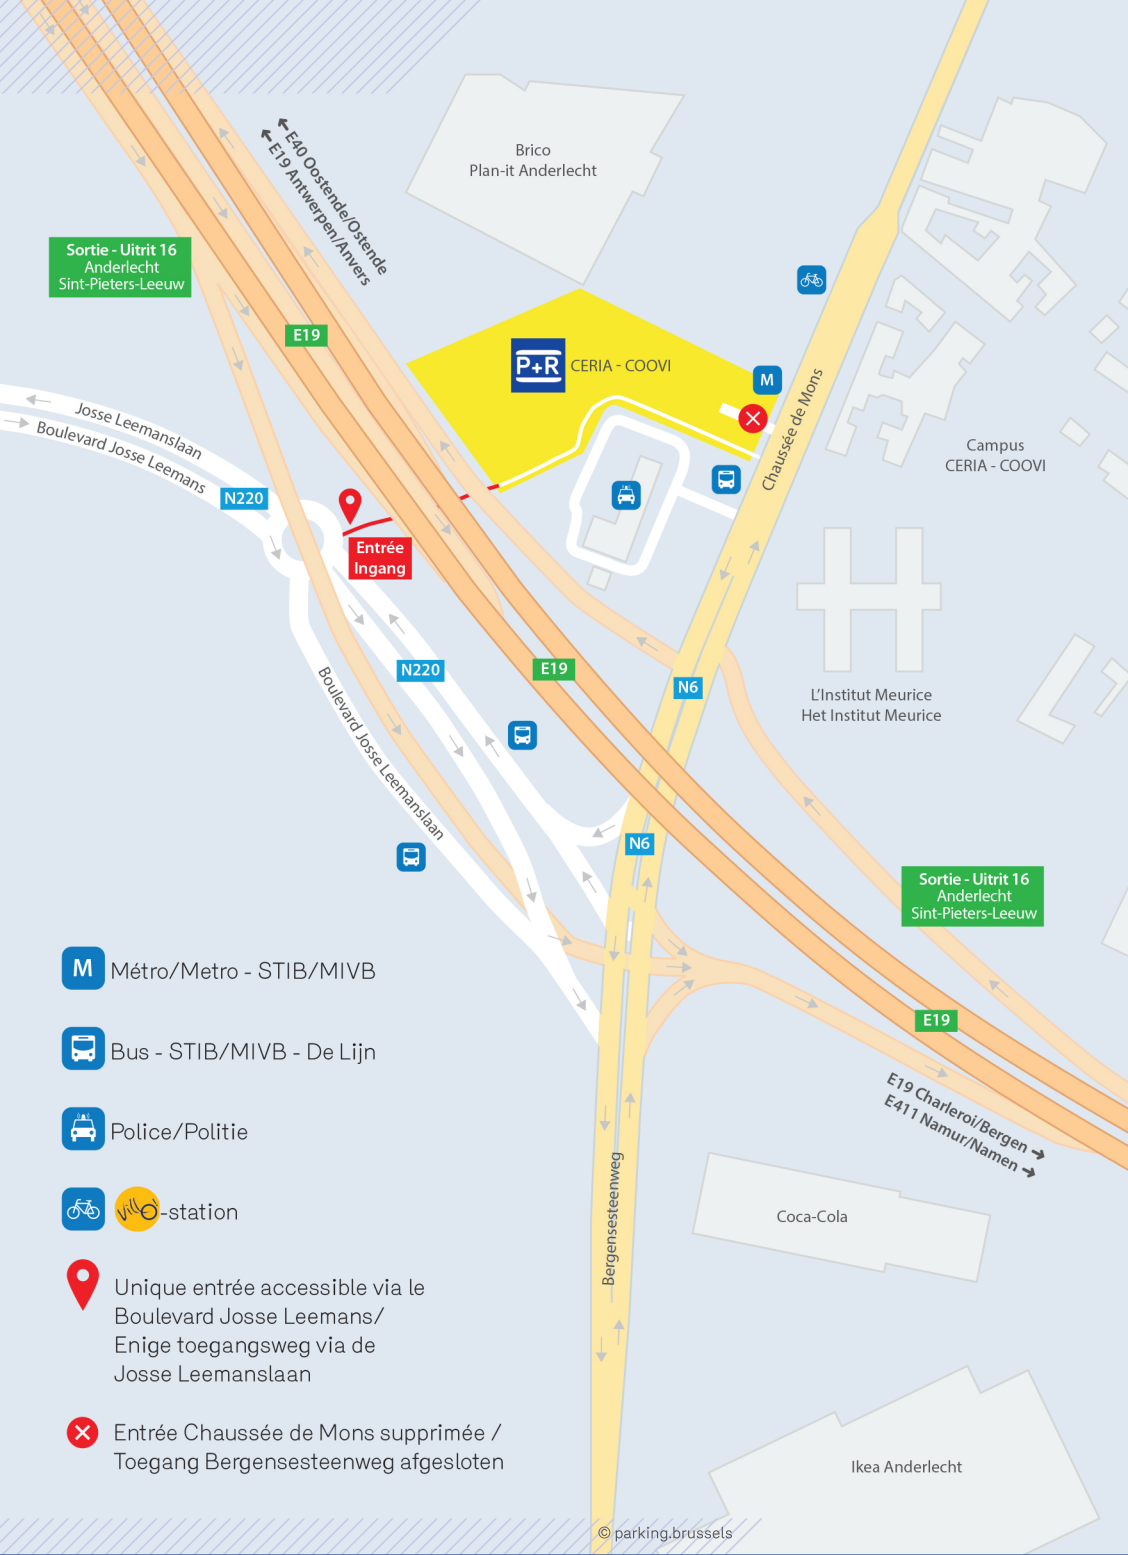 E40 Oostende/Ostende
E19 Antwerpen/Anvers
Brico
Plan-it Anderlecht
Sortie - Uitrit 16
Anderlecht
Sint-Pieters-Leeuw
E19
P+R
CERIA - COOVI
M
Chaussée de Mons
Josse Leemanslaan
Boulevard Josse Leemans
N220
Campus
CERIA - COOVI
Entrée
Ingang
N220
E19
N6
L'Institut Meurice
Het Institut Meurice
Boulevard Josse Leemanslaan
N6
Sortie - Uitrit 16
Anderlecht
Sint-Pieters-Leeuw
E19
E19 Charleroi/Bergen
E411 Namur/Namen
Bergensesteenweg
Coca-Cola
Ikea Anderlecht
M Métro/Metro - STIB/MIVB
Bus - STIB/MIVB - De Lijn
Police/Politie
villo-station
Unique entrée accessible via le
Boulevard Josse Leemans/
Enige toegangsweg via de
Josse Leemanslaan
Entrée Chaussée de Mons supprimée /
Toegang Bergensesteenweg afgesloten
© parking.brussels